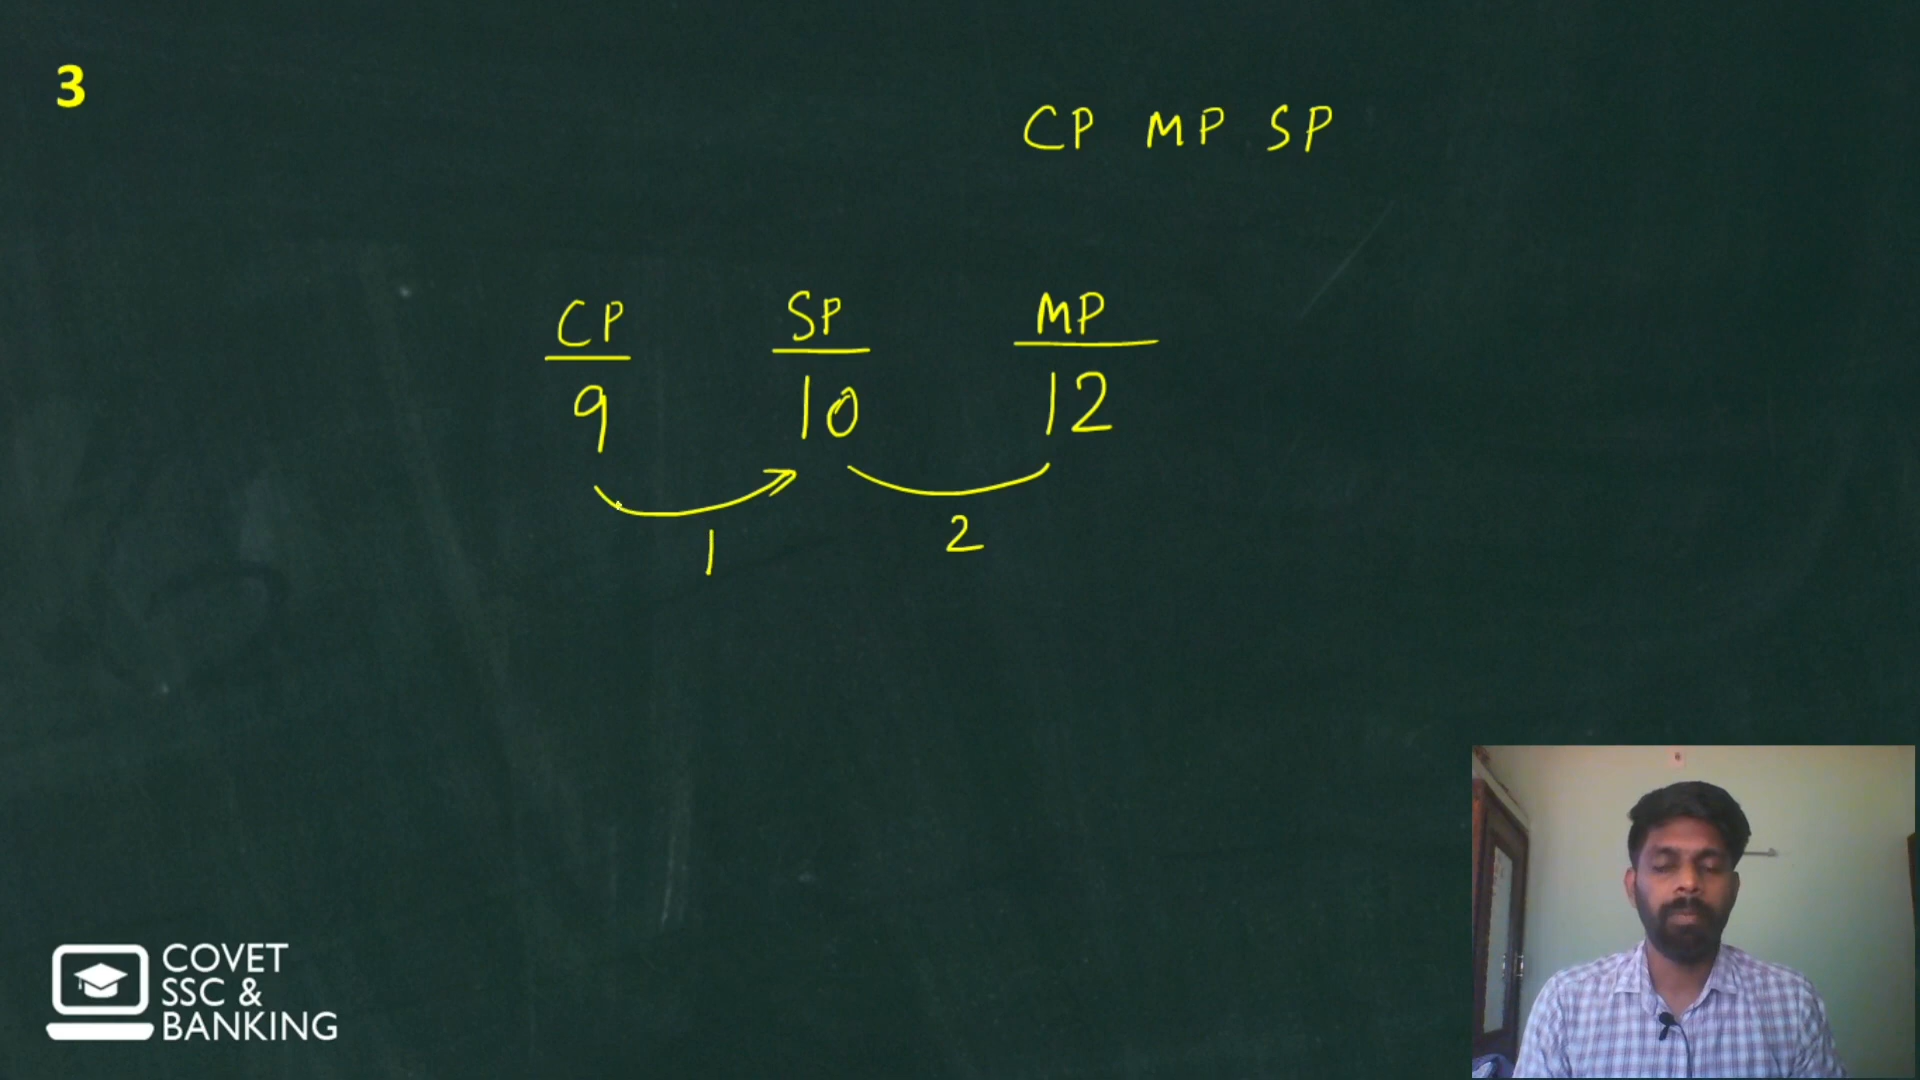 3
CP MP SP
CP SP MP
9 10 12
1 2
COVET
SSC &
BANKING